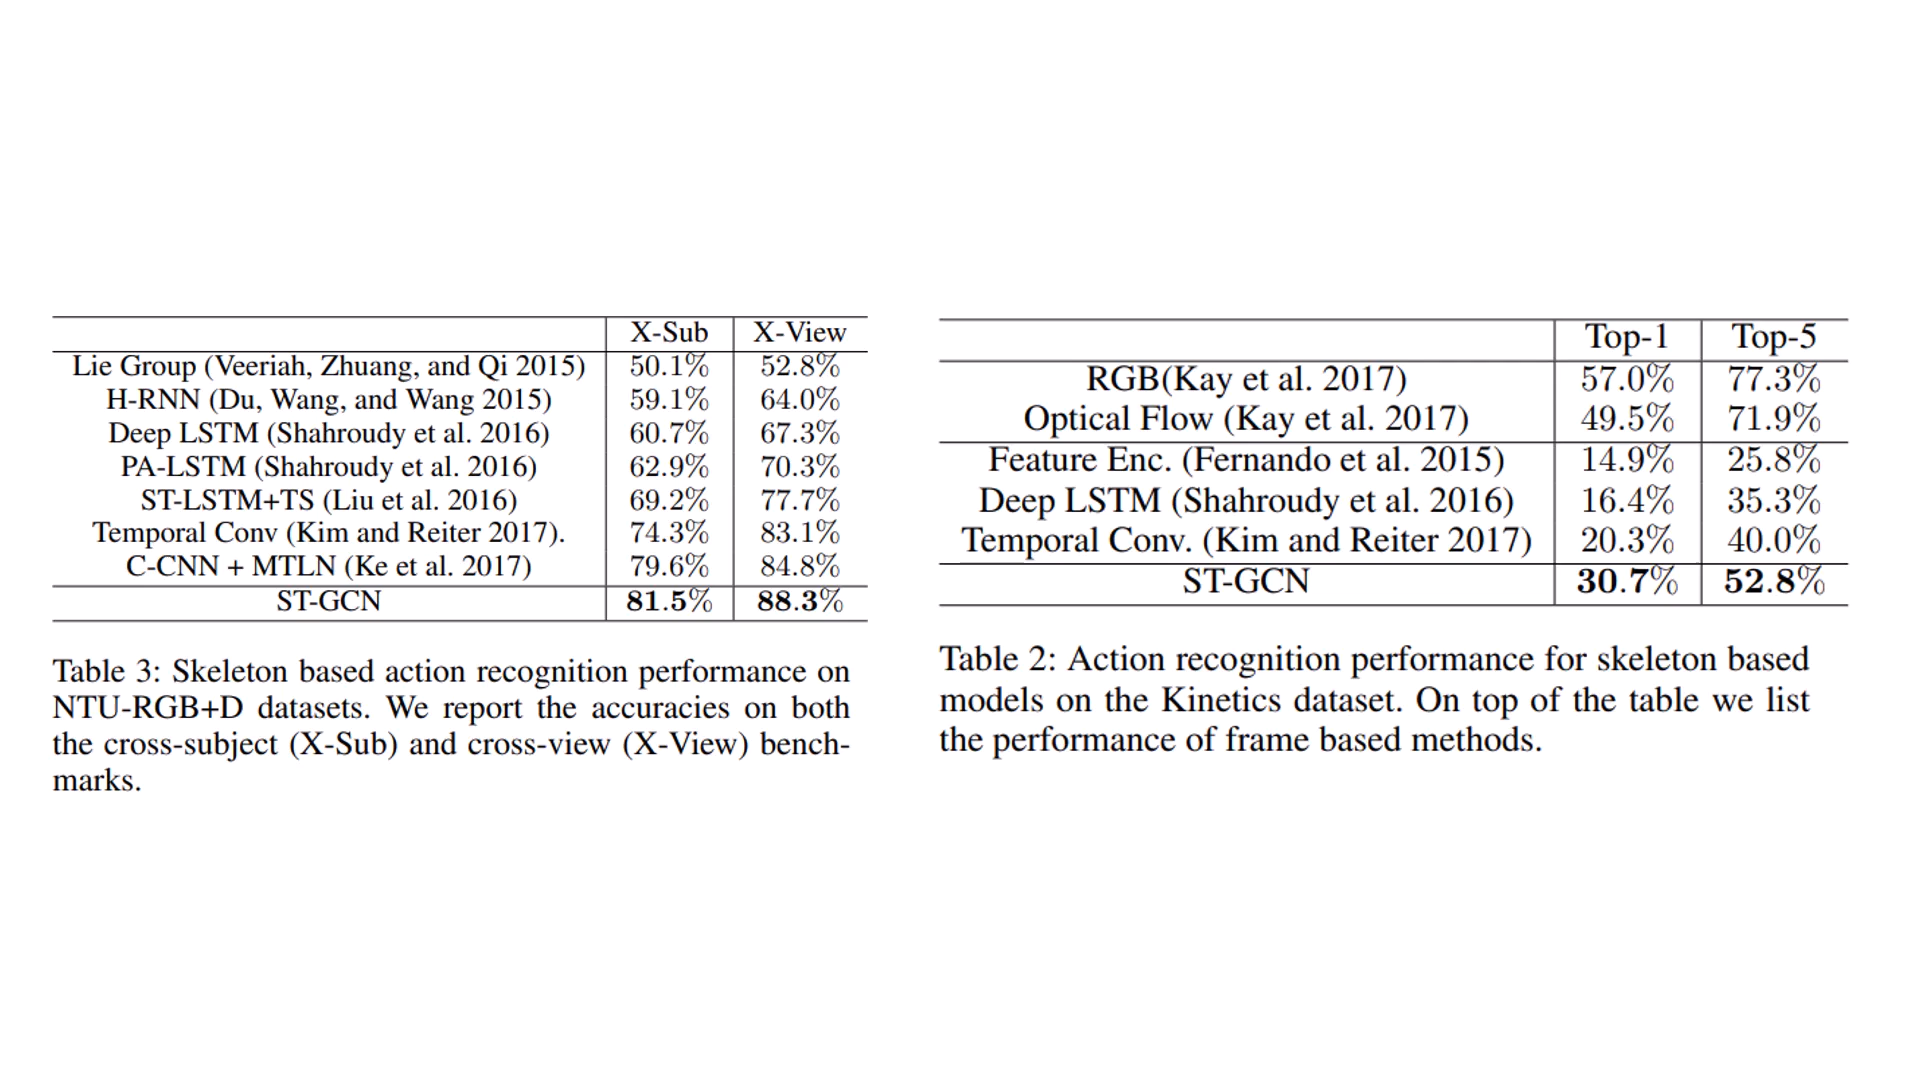 X-Sub X-View
Lie Group (Veeriah, Zhuang, and Qi 2015) 50.1% 52.8%
H-RNN (Du, Wang, and Wang 2015) 59.1% 64.0%
Deep LSTM (Shahroudy et al. 2016) 60.7% 67.3%
PA-LSTM (Shahroudy et al. 2016) 62.9% 70.3%
ST-LSTM+TS (Liu et al. 2016) 69.2% 77.7%
Temporal Conv (Kim and Reiter 2017). 74.3% 83.1%
C-CNN + MTLN (Ke et al. 2017) 79.6% 84.8%
ST-GCN 81.5% 88.3%
Table 3: Skeleton based action recognition performance on
NTU-RGB+D datasets. We report the accuracies on both
the cross-subject (X-Sub) and cross-view (X-View) bench-
marks.
Top-1 Top-5
RGB(Kay et al. 2017) 57.0% 77.3%
Optical Flow (Kay et al. 2017) 49.5% 71.9%
Feature Enc. (Fernando et al. 2015) 14.9% 25.8%
Deep LSTM (Shahroudy et al. 2016) 16.4% 35.3%
Temporal Conv. (Kim and Reiter 2017) 20.3% 40.0%
ST-GCN 30.7% 52.8%
Table 2: Action recognition performance for skeleton based
models on the Kinetics dataset. On top of the table we list
the performance of frame based methods.